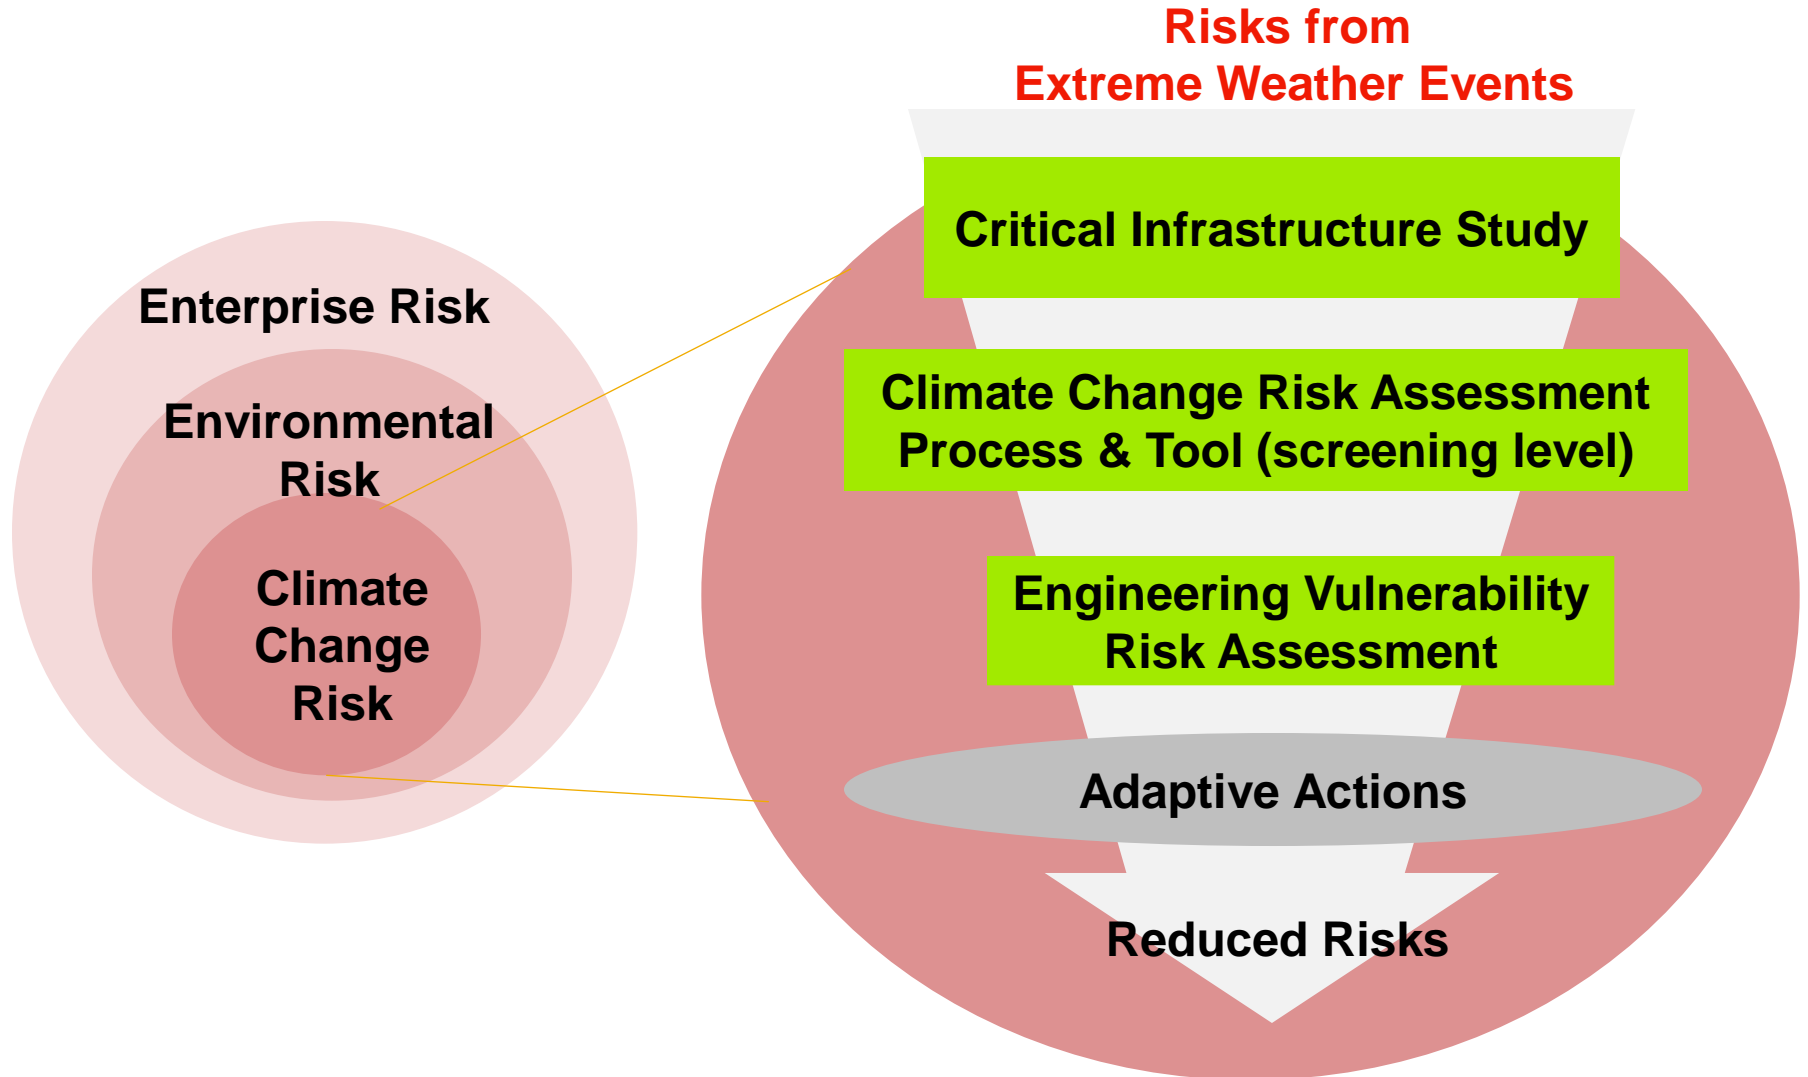 Risks from
Extreme Weather Events
Critical Infrastructure Study
Enterprise Risk
Climate Change Risk Assessment
Process & Tool (screening level)
Environmental
Risk
Engineering Vulnerability
Risk Assessment
Climate
Change
Risk
Adaptive Actions
Reduced Risks